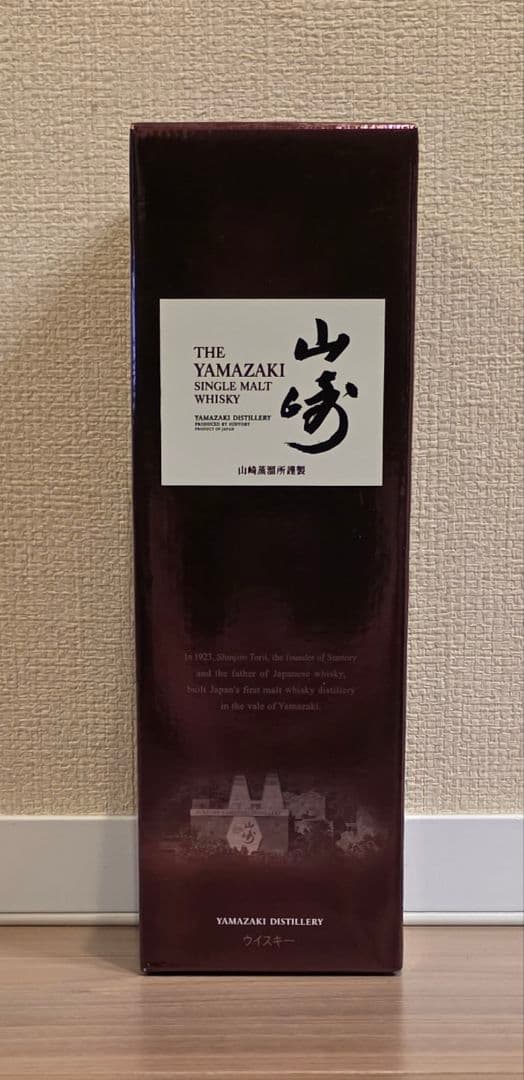 THE
YAMAZAKI
SINGLE MALT
WHISKY
YAMAZAKI DISTILLERY
PRODUCED BY SUNTORY
PRODUCT OF JAPAN
山崎
山崎蒸溜所謹製
In 1923, Shinjiro Torii, the founder of Suntory
and the father of Japanese whisky,
built Japan's first malt whisky distillery
in the vale of Yamazaki.
山崎
YAMAZAKI DISTILLERY
ウイスキー